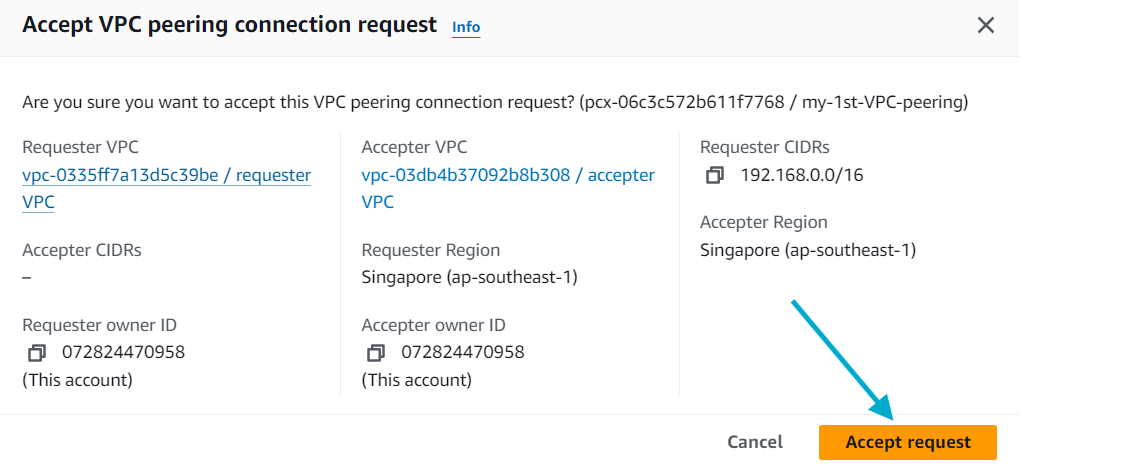 Accept VPC peering connection request Info
Are you sure you want to accept this VPC peering connection request? (pcx-06c3c572b611f7768 / my-1st-VPC-peering)
Requester VPC
vpc-0335ff7a13d5c39be / requester
VPC
Accepter CIDRs
–
Requester owner ID
072824470958
(This account)
Accepter VPC
vpc-03db4b37092b8b308 / accepter
VPC
Requester Region
Singapore (ap-southeast-1)
Accepter owner ID
072824470958
(This account)
Requester CIDRs
192.168.0.0/16
Accepter Region
Singapore (ap-southeast-1)
Cancel
Accept request